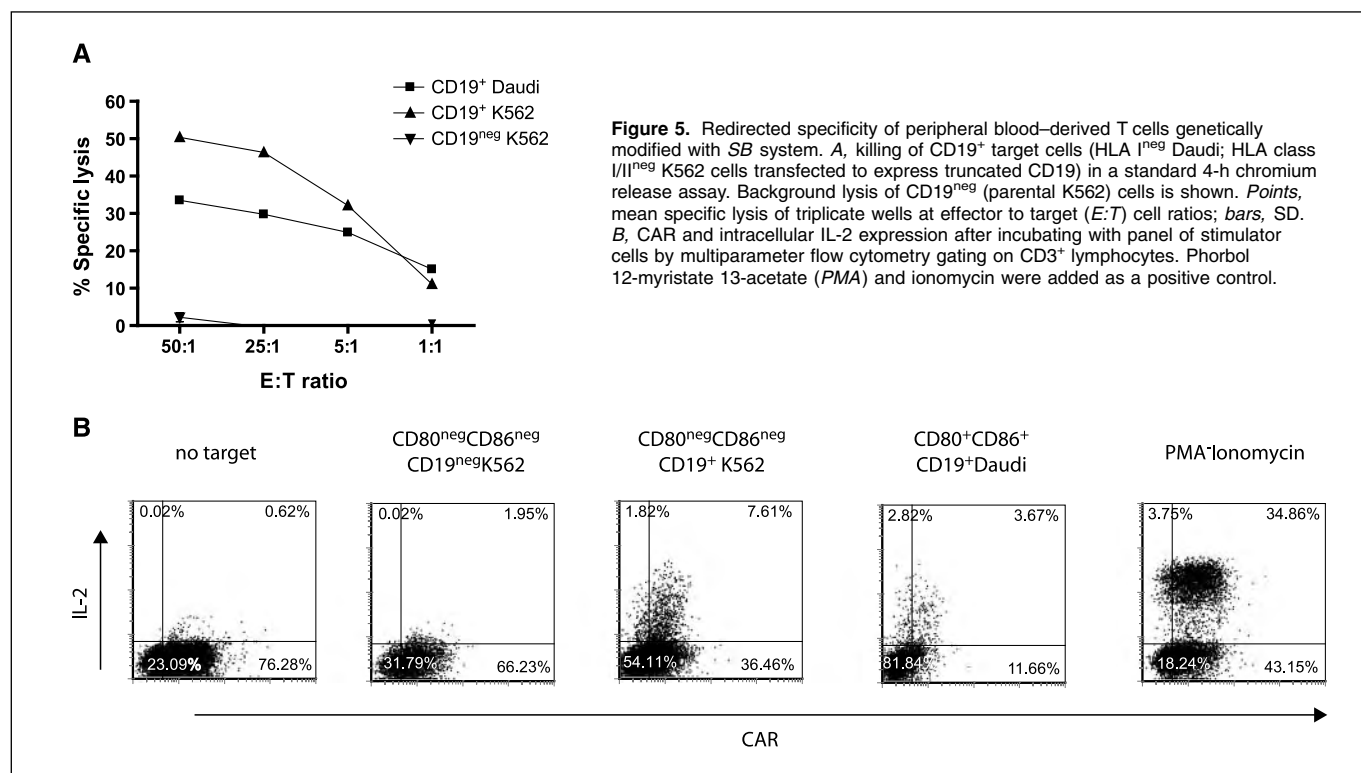 A
CD19+ Daudi
CD19+ K562
CD19neg K562
% Specific lysis
60
50
40
30
20
10
0
50:1
25:1
5:1
1:1
E:T ratio
Figure 5. Redirected specificity of peripheral blood–derived T cells genetically
modified with SB system. A, killing of CD19+ target cells (HLA Ineg Daudi; HLA class
I/IIneg K562 cells transfected to express truncated CD19) in a standard 4-h chromium
release assay. Background lysis of CD19neg (parental K562) cells is shown. Points,
mean specific lysis of triplicate wells at effector to target (E:T) cell ratios; bars, SD.
B, CAR and intracellular IL-2 expression after incubating with panel of stimulator
cells by multiparameter flow cytometry gating on CD3+ lymphocytes. Phorbol
12-myristate 13-acetate (PMA) and ionomycin were added as a positive control.
B
no target
CD80negCD86neg
CD19negK562
CD80negCD86neg
CD19+ K562
CD80+CD86+
CD19+Daudi
PMA-Ionomycin
IL-2
0.02% 0.62%
23.09% 76.28%
0.02% 1.95%
31.79% 66.23%
1.82% 7.61%
54.11% 36.46%
2.82% 3.67%
81.84% 11.66%
3.75% 34.86%
18.24% 43.15%
CAR